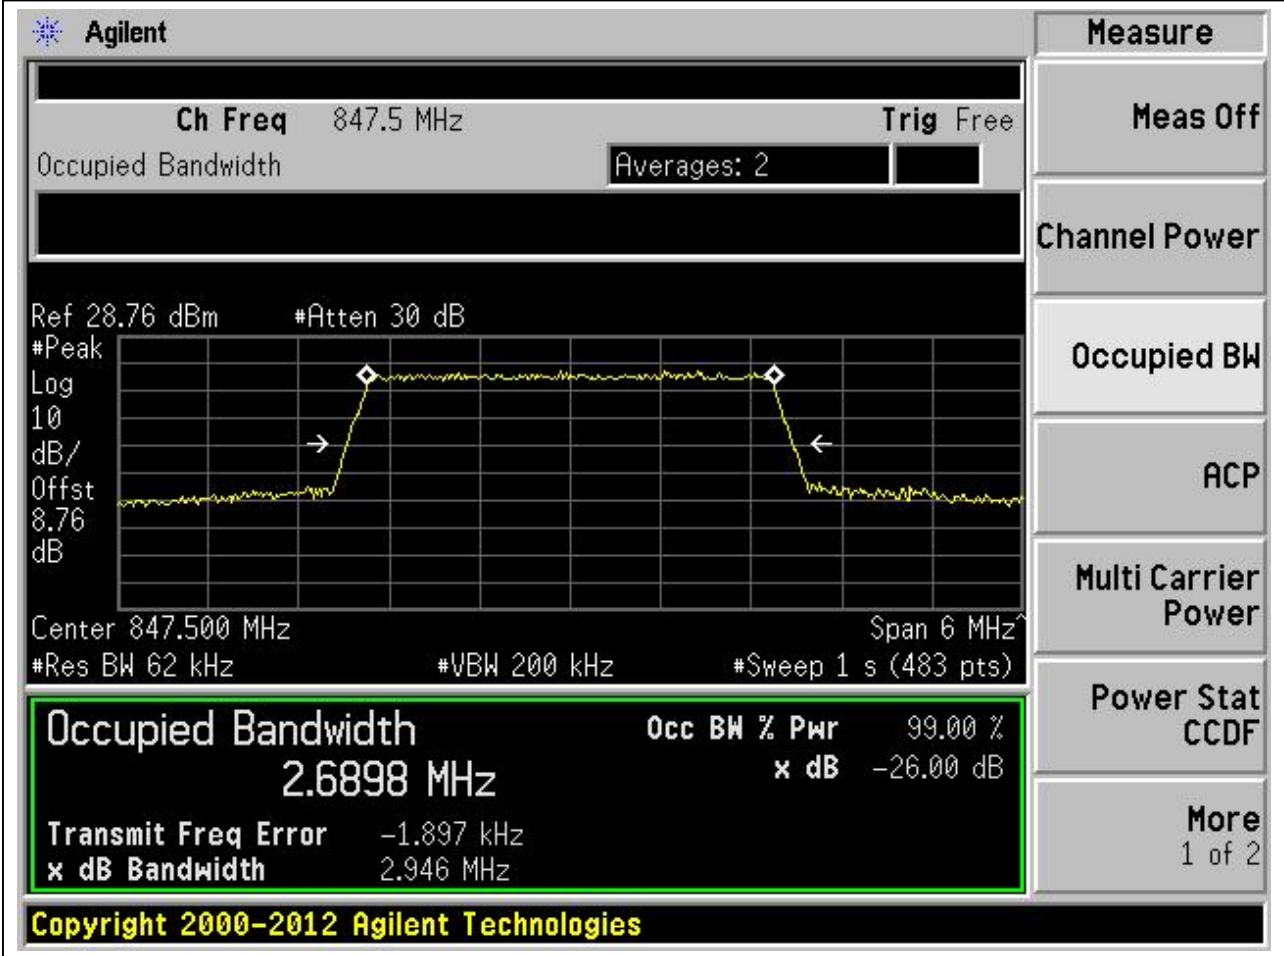 Agilent
Measure
Ch Freq 847.5 MHz Trig Free
Occupied Bandwidth Averages: 2
Meas Off
Channel Power
Occupied BW
ACP
Multi Carrier
Power
Power Stat
CCDF
More
1 of 2
Ref 28.76 dBm #Atten 30 dB
#Peak
Log
10
dB/
Offst
8.76
dB
Center 847.500 MHz Span 6 MHz^
#Res BW 62 kHz #VBW 200 kHz #Sweep 1 s (483 pts)
Occupied Bandwidth Occ BW % Pwr 99.00 %
2.6898 MHz x dB -26.00 dB
Transmit Freq Error -1.897 kHz
x dB Bandwidth 2.946 MHz
Copyright 2000-2012 Agilent Technologies